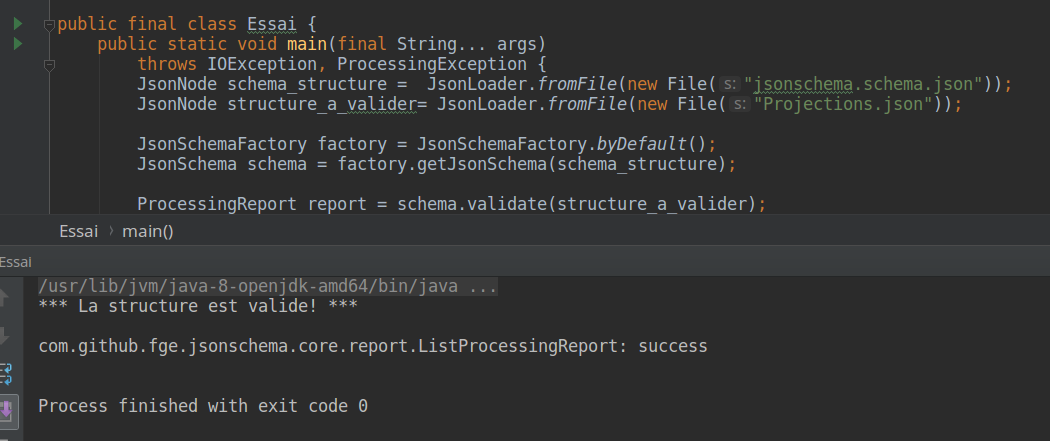 public final class Essai {
public static void main(final String... args)
throws IOException, ProcessingException {
JsonNode schema_structure =  JsonLoader.fromFile(new File( s: "jsonschema.schema.json"));
JsonNode structure_a_valider= JsonLoader.fromFile(new File( s: "Projections.json"));
JsonSchemaFactory factory = JsonSchemaFactory.byDefault();
JsonSchema schema = factory.getJsonSchema(schema_structure);
ProcessingReport report = schema.validate(structure_a_valider);
Essai › main()
Essai
/usr/lib/jvm/java-8-openjdk-amd64/bin/java ...
*** La structure est valide! ***
com.github.fge.jsonschema.core.report.ListProcessingReport: success
Process finished with exit code 0